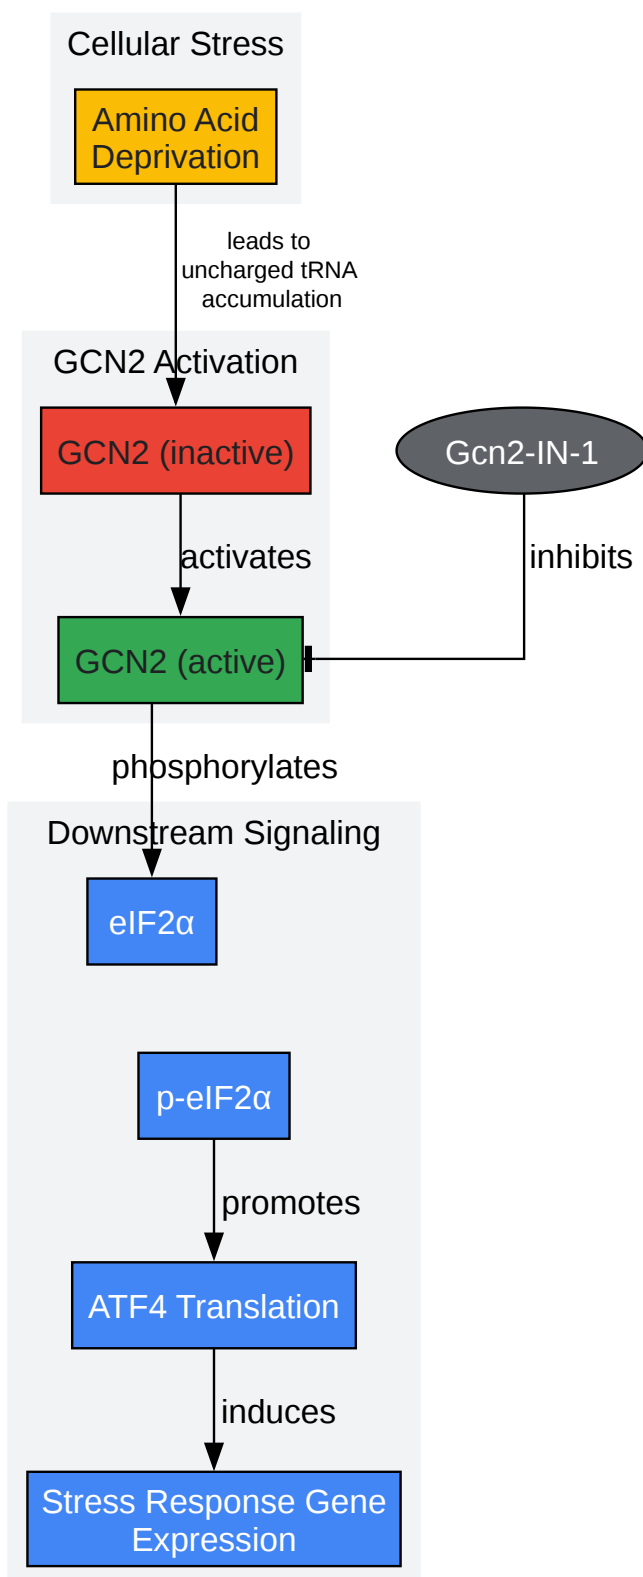 Cellular Stress
Amino Acid
Deprivation
leads to
uncharged tRNA
accumulation
GCN2 Activation
GCN2 (inactive)
Gcn2-IN-1
activates
inhibits
GCN2 (active)
phosphorylates
Downstream Signaling
eIF2α
p-eIF2α
promotes
ATF4 Translation
induces
Stress Response Gene
Expression